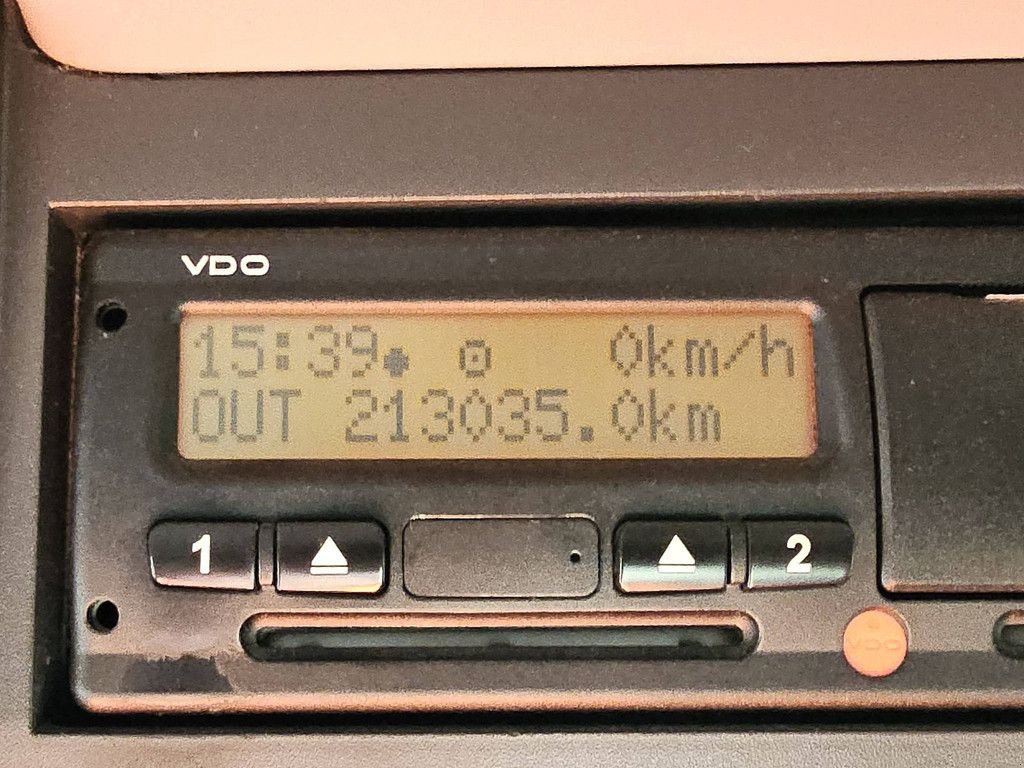 VDO
15:39● ⊡ 0km/h
OUT 213035.0km
1 ⏏ ⏏ 2
VDO